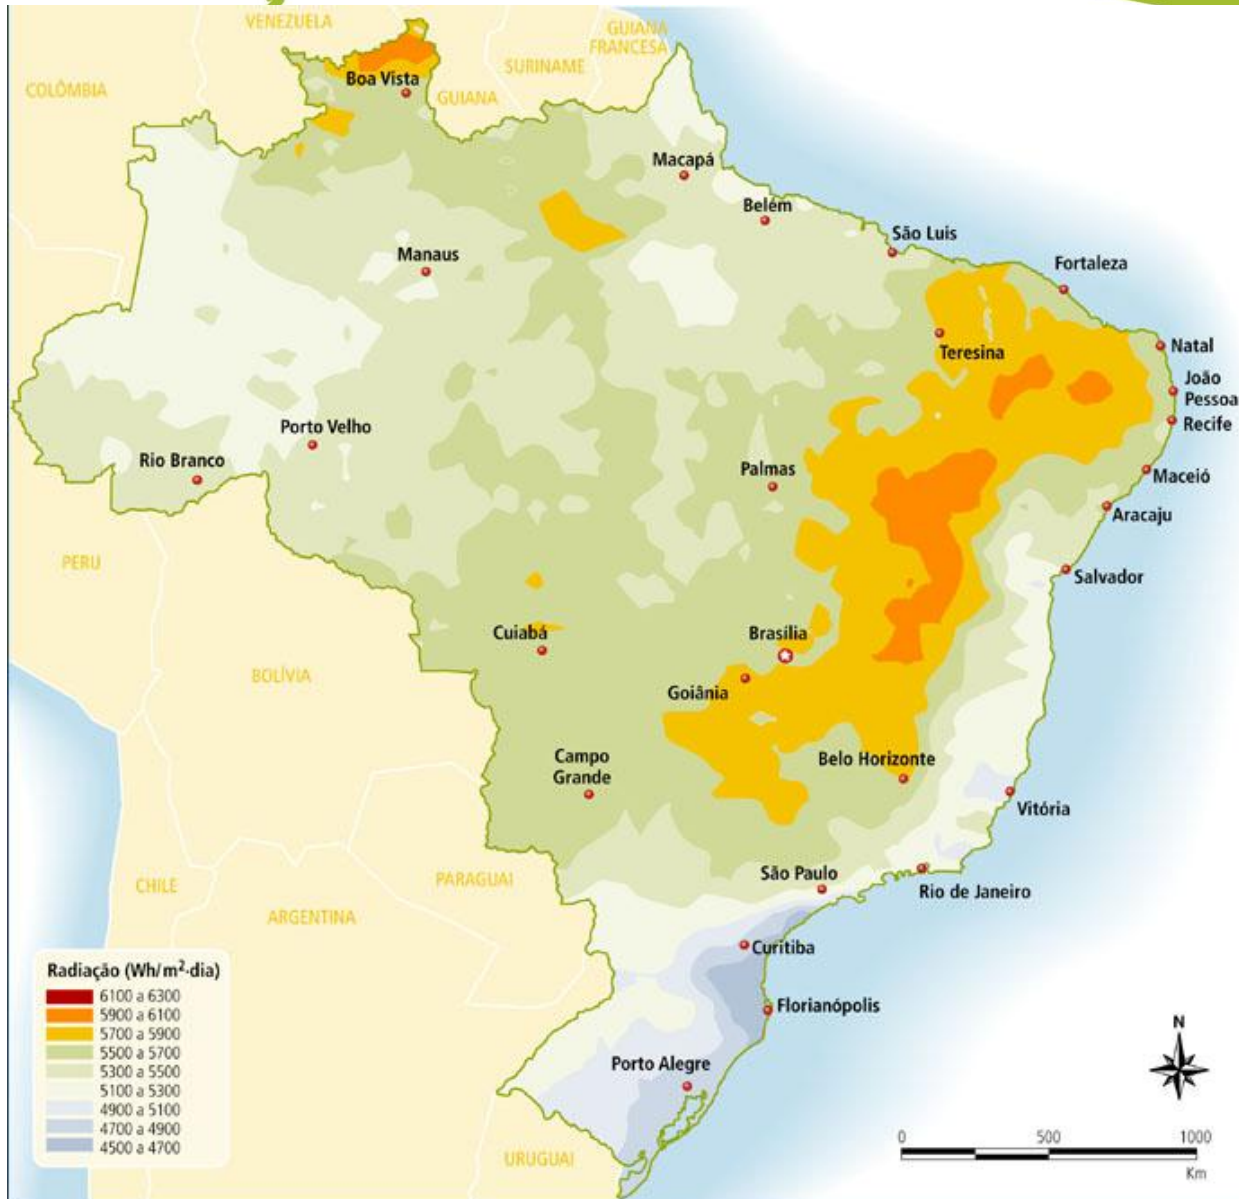 VENEZUELA
GUIANA
FRANCESA
SURINAME
COLÔMBIA
Boa Vista
GUIANA
Macapá
Belém
São Luis
Manaus
Fortaleza
Teresina
Natal
João
Pessoa
Recife
Porto Velho
Rio Branco
Palmas
Maceió
Aracaju
PERU
Salvador
Cuiabá
Brasília
BOLÍVIA
Goiânia
Campo
Grande
Belo Horizonte
Vitória
CHILE
PARAGUAI
São Paulo
Rio de Janeiro
ARGENTINA
Curitiba
Florianópolis
Porto Alegre
URUGUAI
Radiação (Wh/m²·dia)
6100 a 6300
5900 a 6100
5700 a 5900
5500 a 5700
5300 a 5500
5100 a 5300
4900 a 5100
4700 a 4900
4500 a 4700
N
0 500 1000
Km